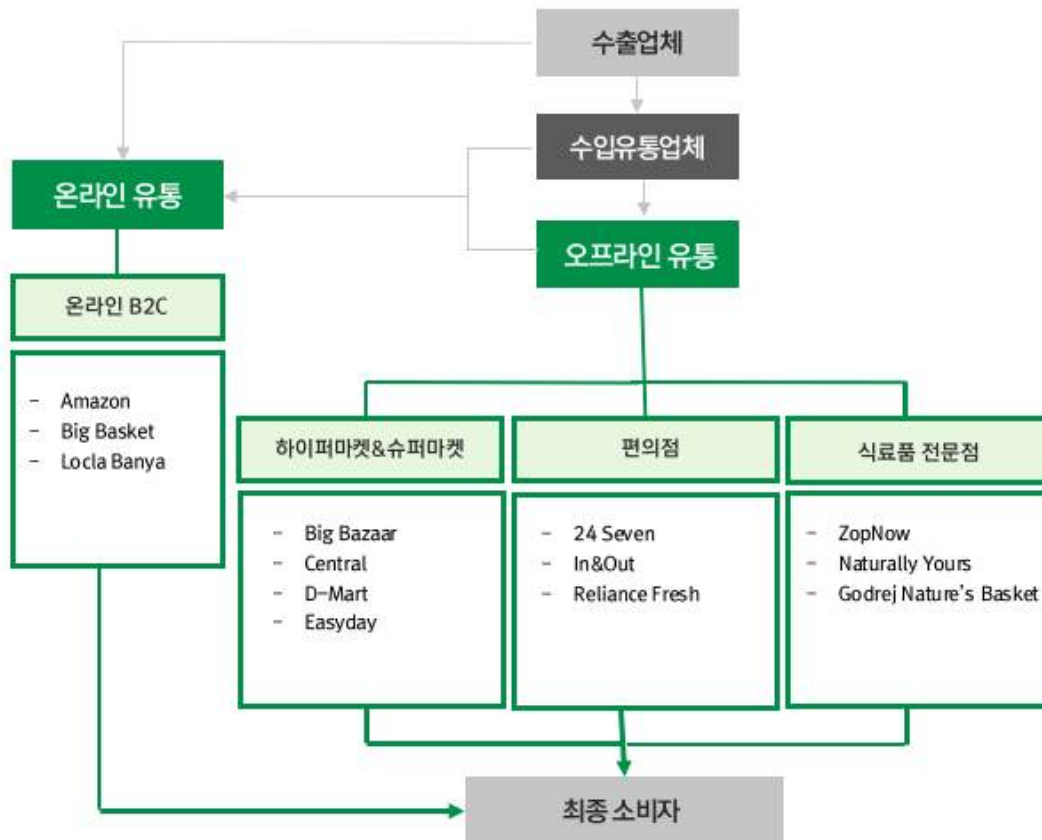 수출업체
수입유통업체
온라인 유통
오프라인 유통
온라인 B2C
- Amazon
- Big Basket
- Locla Banya
하이퍼마켓&슈퍼마켓
편의점
식료품 전문점
- Big Bazaar
- Central
- D-Mart
- Easyday
- 24 Seven
- In&Out
- Reliance Fresh
- ZopNow
- Naturally Yours
- Godrej Nature's Basket
최종 소비자